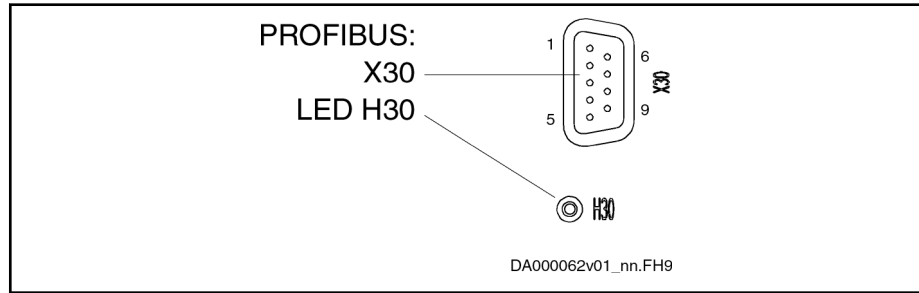 PROFIBUS:
X30
LED H30
1
6
X30
5
9
H30
DA000062v01_nn.FH9